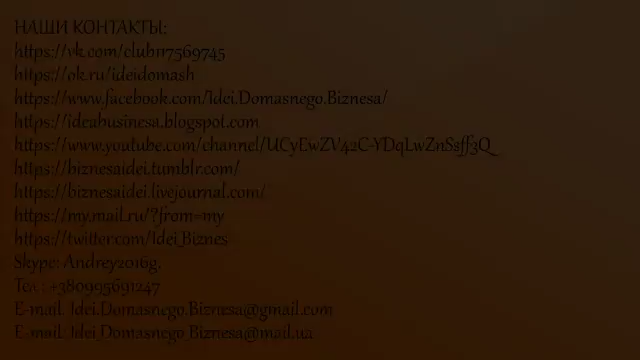 НАШИ КОНТАКТЫ:
https://vk.com/club117569745
https://ok.ru/ideidomash
https://www.facebook.com/Idei.Domasnego.Biznesa/
https://ideabusinesa.blogspot.com
https://www.youtube.com/channel/UCyEwZV42C-YDqLwZnSsff3Q
https://biznesaidei.tumblr.com/
https://biznesaidei.livejournal.com/
https://my.mail.ru/?from=my
https://twitter.com/Idei_Biznes
Skype: Andrey2016g.
Тел.: +380995691247
E-mail. Idei.Domasnego.Biznesa@gmail.com
E-mail. Idei_Domasnego_Biznesa@mail.ua